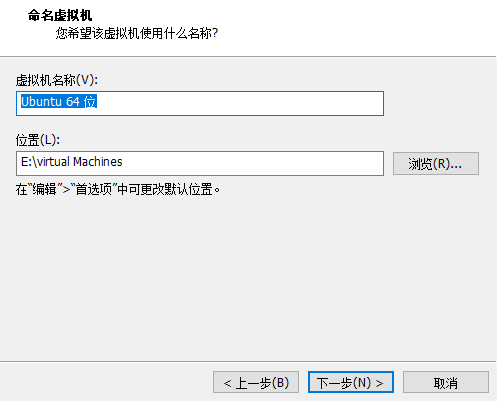 命名虚拟机
您希望该虚拟机使用什么名称?
虚拟机名称(V):
Ubuntu 64 位
位置(L):
E:\virtual Machines
浏览(R)...
在"编辑">"首选项"中可更改默认位置。
< 上一步(B)
下一步(N) >
取消